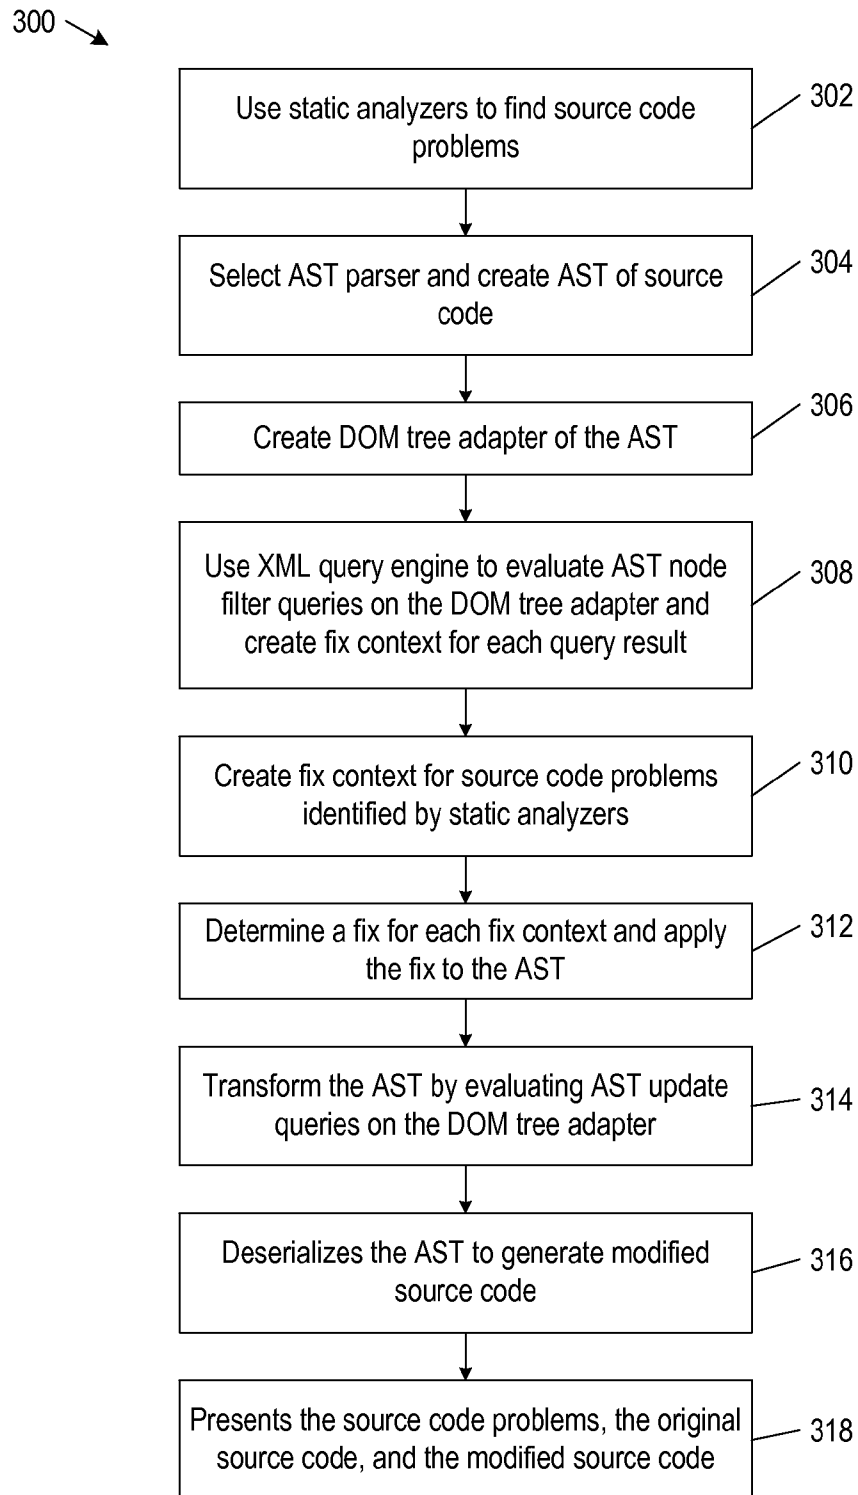 300
Use static analyzers to find source code
problems
302
Select AST parser and create AST of source
code
304
Create DOM tree adapter of the AST
306
Use XML query engine to evaluate AST node
filter queries on the DOM tree adapter and
create fix context for each query result
308
Create fix context for source code problems
identified by static analyzers
310
Determine a fix for each fix context and apply
the fix to the AST
312
Transform the AST by evaluating AST update
queries on the DOM tree adapter
314
Deserializes the AST to generate modified
source code
316
Presents the source code problems, the original
source code, and the modified source code
318